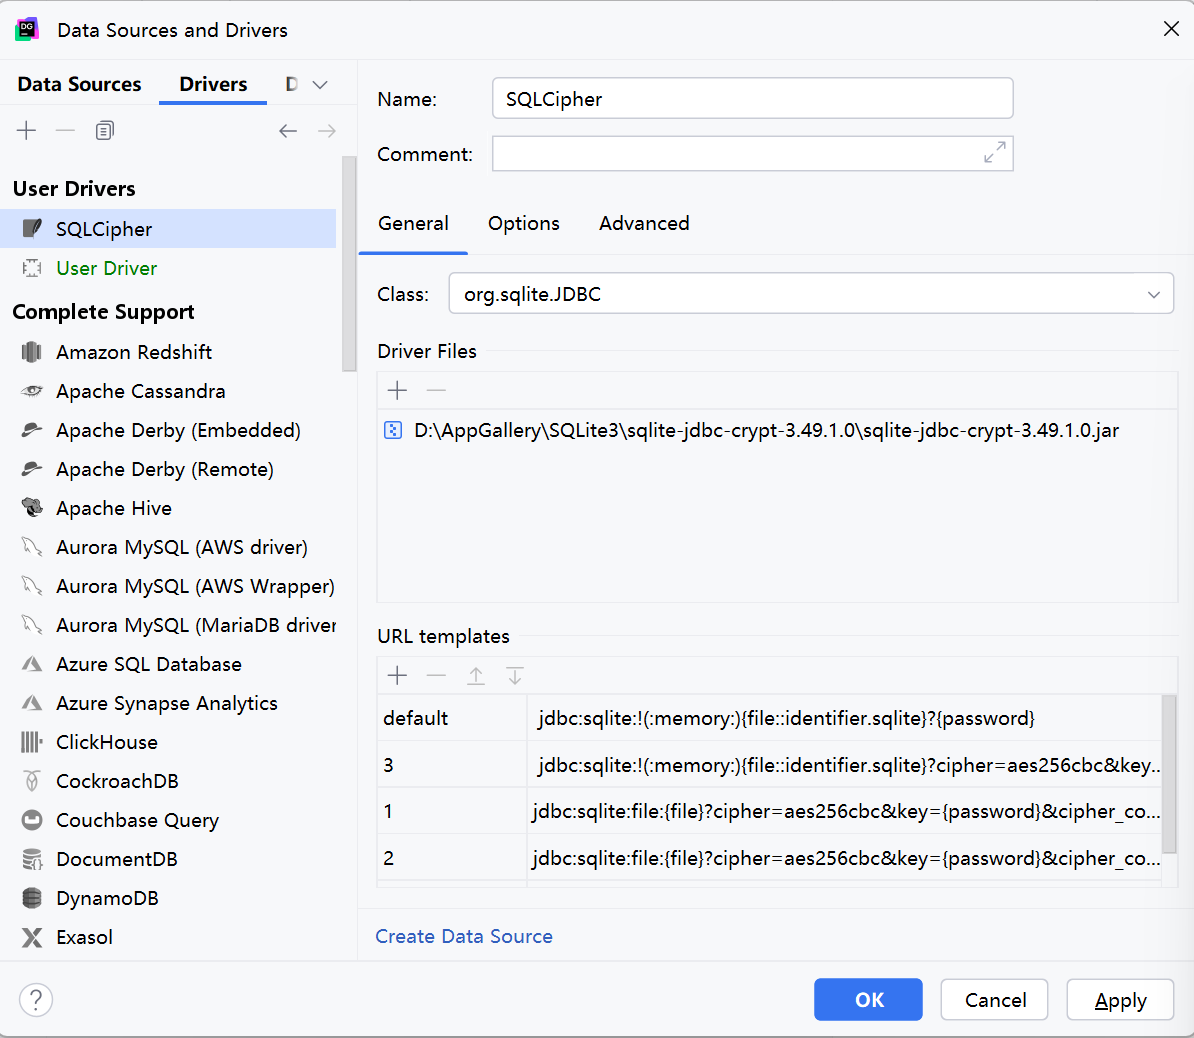 DG
Data Sources and Drivers
Data Sources
Drivers
D
User Drivers
SQLCipher
User Driver
Complete Support
Amazon Redshift
Apache Cassandra
Apache Derby (Embedded)
Apache Derby (Remote)
Apache Hive
Aurora MySQL (AWS driver)
Aurora MySQL (AWS Wrapper)
Aurora MySQL (MariaDB driver
Azure SQL Database
Azure Synapse Analytics
ClickHouse
CockroachDB
Couchbase Query
DocumentDB
DynamoDB
Exasol
Name: SQLCipher
Comment:
General Options Advanced
Class: org.sqlite.JDBC
Driver Files
D:\AppGallery\SQLite3\sqlite-jdbc-crypt-3.49.1.0\sqlite-jdbc-crypt-3.49.1.0.jar
URL templates
default jdbc:sqlite:!(:memory:){file::identifier.sqlite}?{password}
3 jdbc:sqlite:!(:memory:){file::identifier.sqlite}?cipher=aes256cbc&key...
1 jdbc:sqlite:file:{file}?cipher=aes256cbc&key={password}&cipher_co...
2 jdbc:sqlite:file:{file}?cipher=aes256cbc&key={password}&cipher_co...
Create Data Source
?
OK Cancel Apply